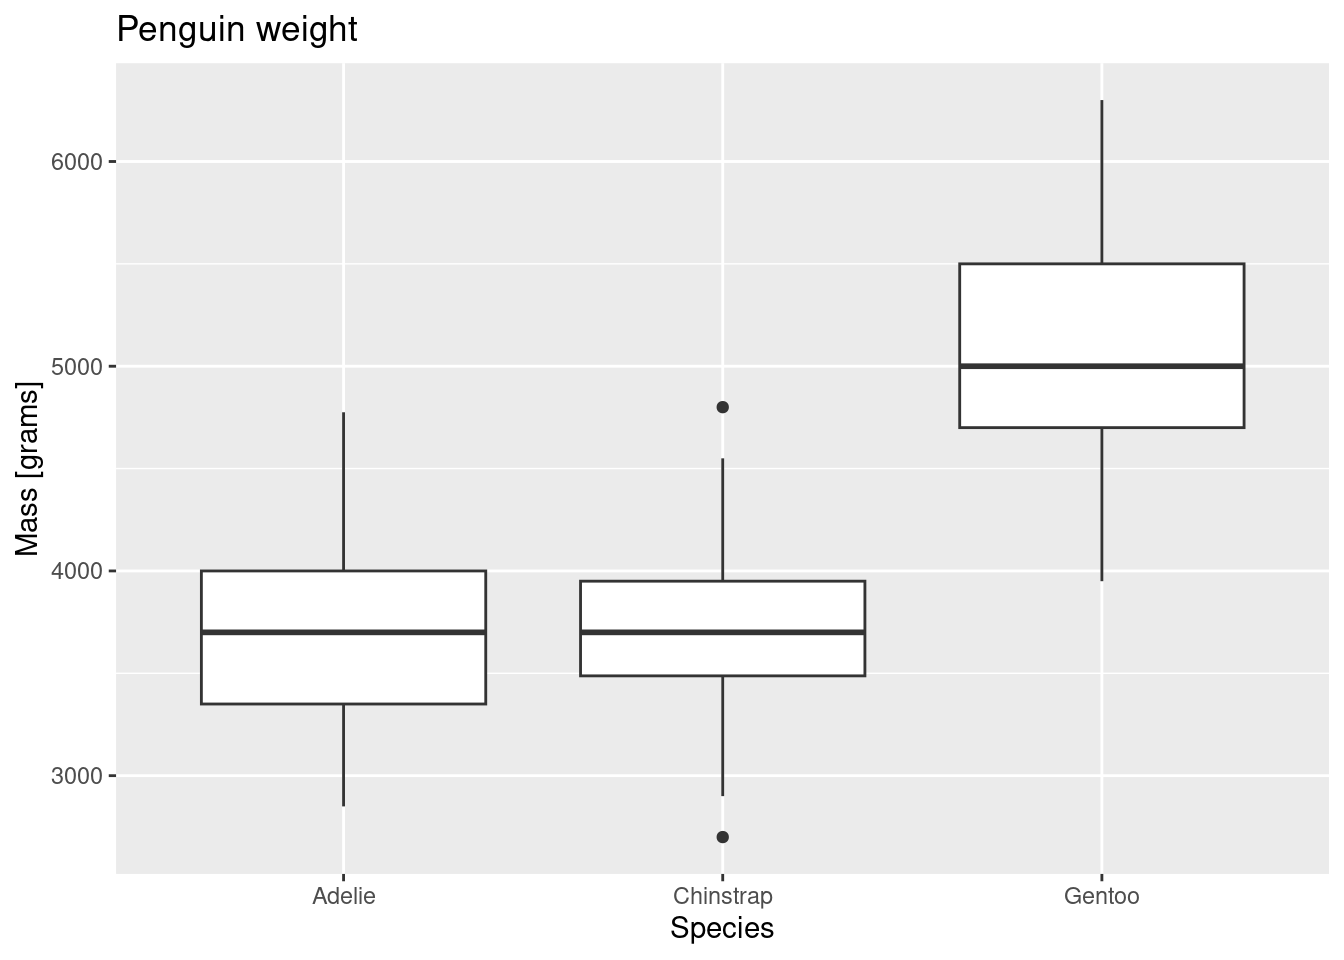 Penguin weight
6000
5000
4000
3000
Mass [grams]
Adelie Chinstrap Gentoo
Species